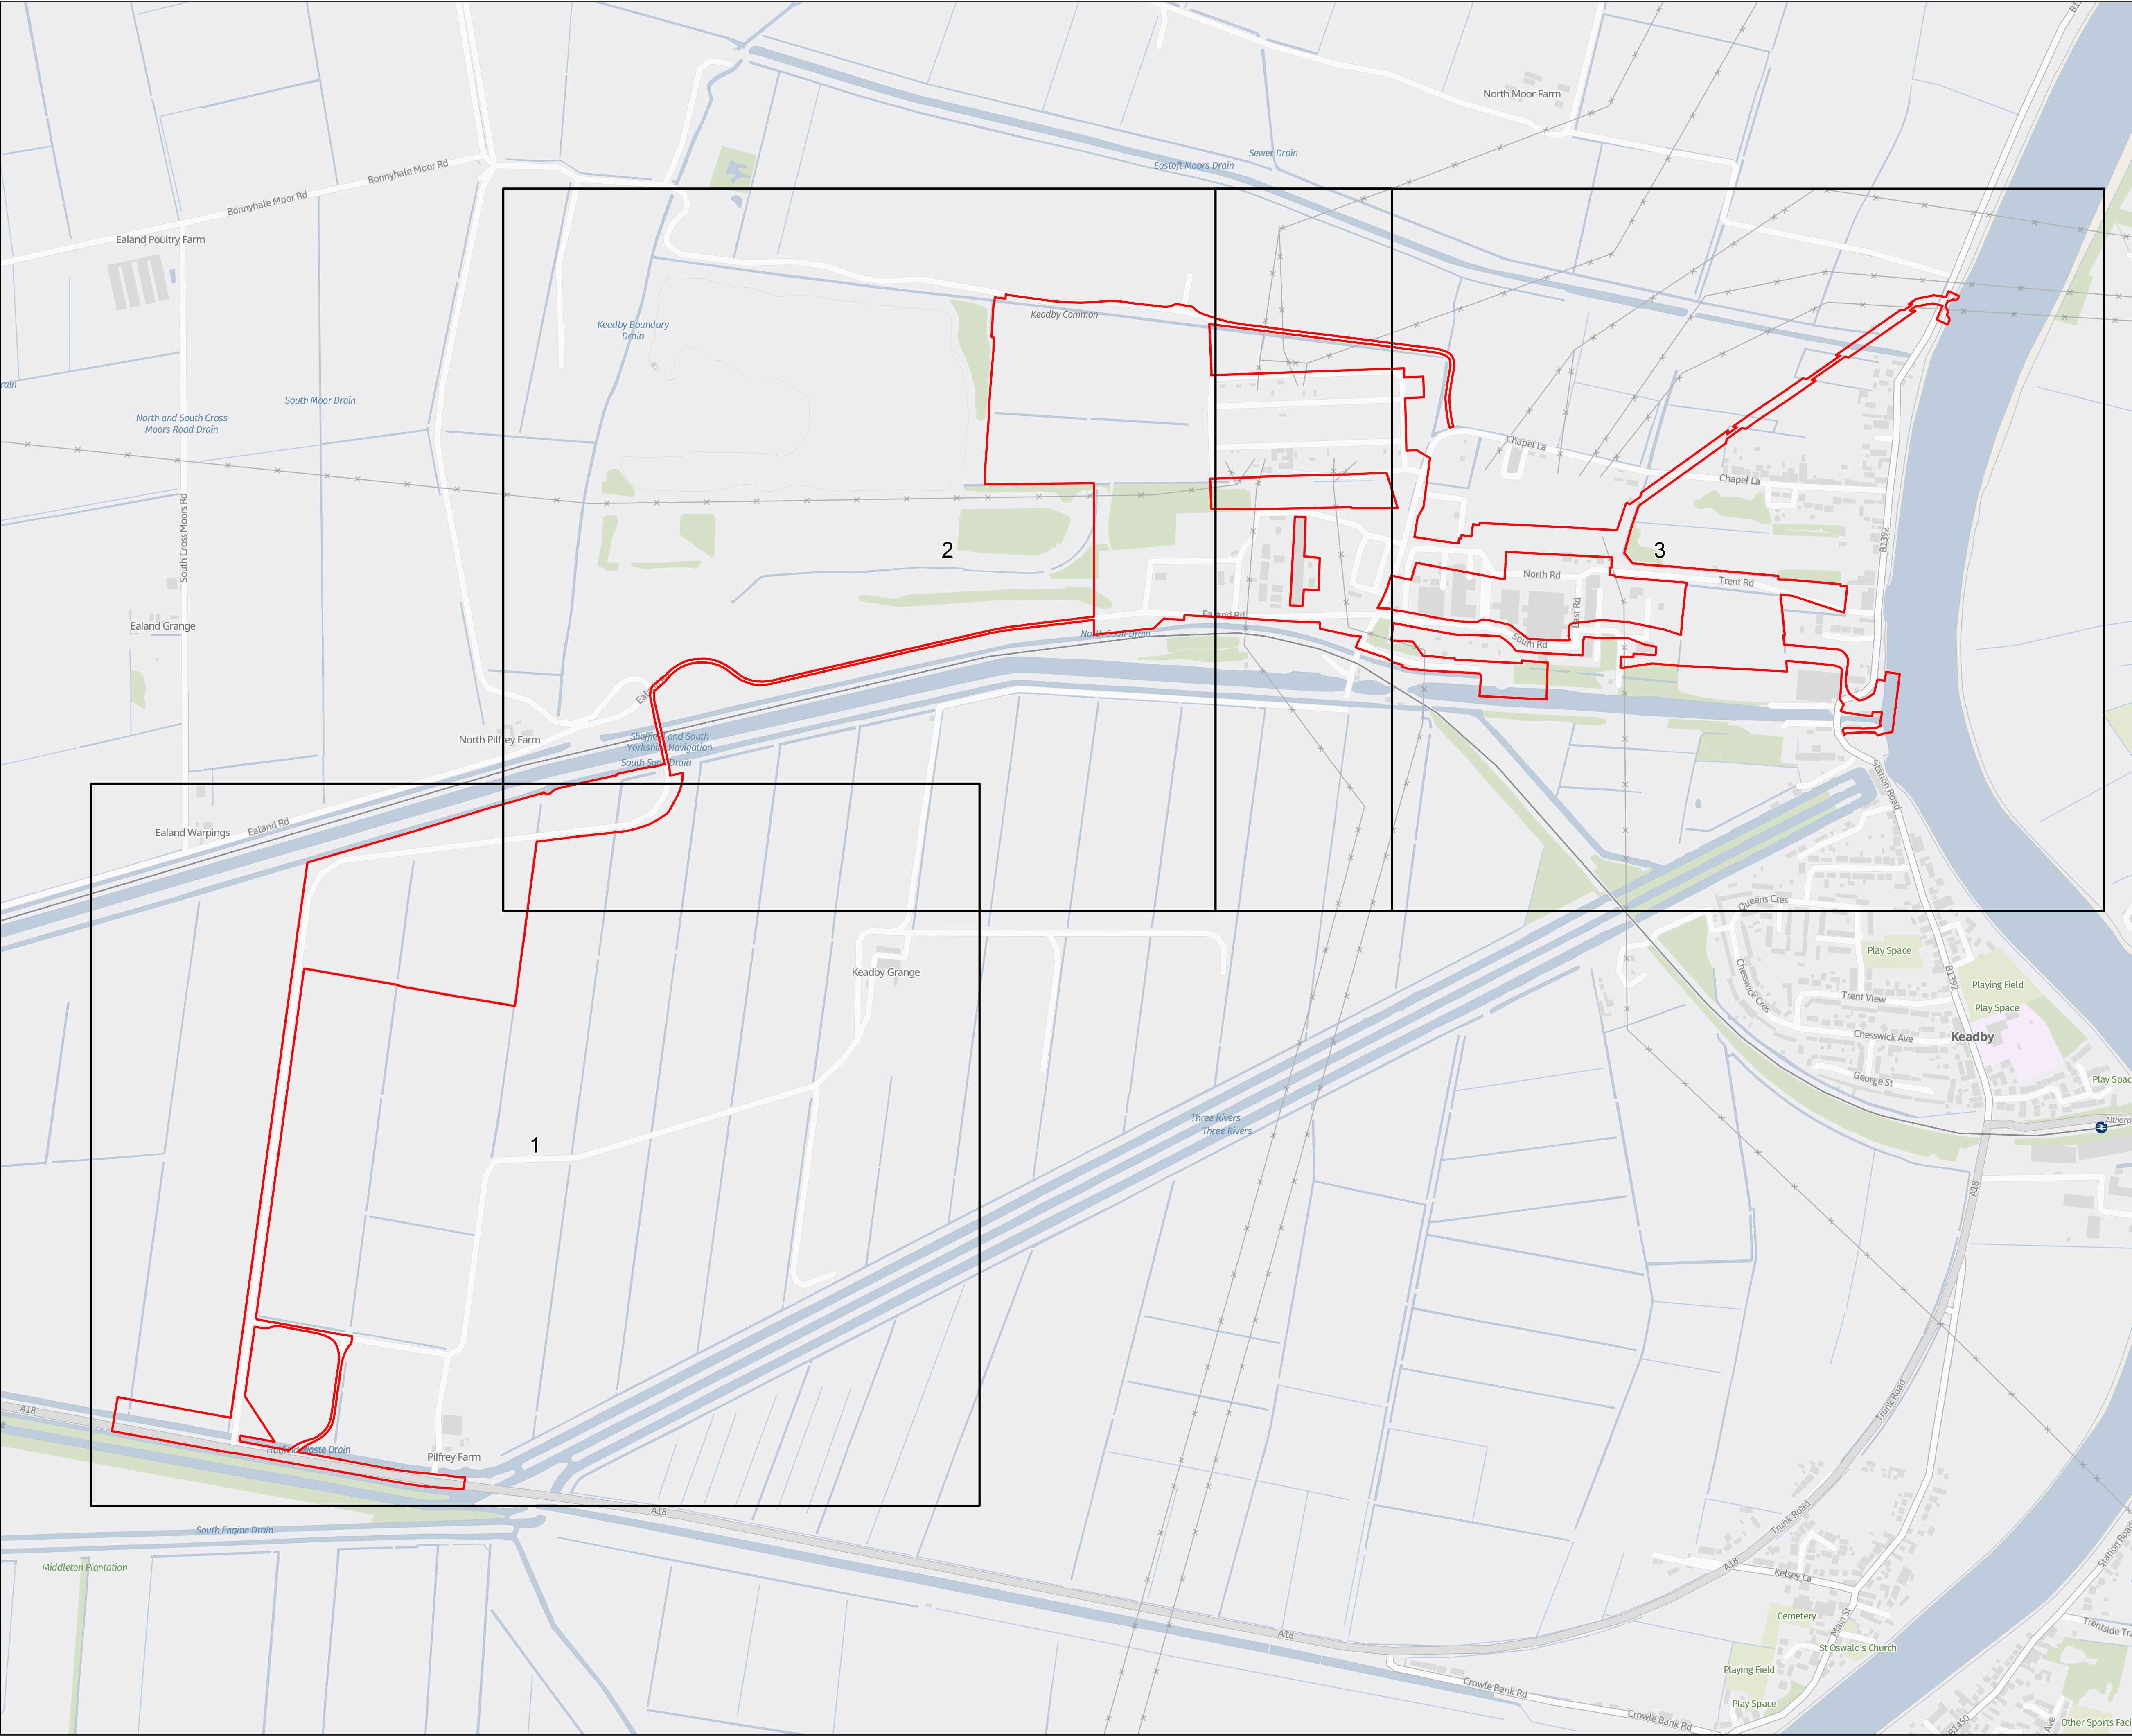 B1
North Moor Farm
Sewer Drain
Eastoft Moors Drain
Bonnyhale Moor Rd
Bonnyhale Moor Rd
Ealand Poultry Farm
Keadby Common
Keadby Boundary
Drain
rain
South Moor Drain
North and South Cross
Moors Road Drain
Chapel La
Chapel La
South Cross Moors Rd
B1392
2
3
North Rd
Trent Rd
East Rd
Ealand Rd
Ealand Grange
North Soak Drain
South Rd
North Pilfrey Farm
Sheffield and South
Yorkshire Navigation
South Soak Drain
Station Road
Ealand Warpings
Ealand Rd
Queens Cres
Play Space
Keadby Grange
Chesswick Cres
B1392
Playing Field
Trent View
Play Space
Chesswick Ave
Keadby
George St
Play Spac
Three Rivers
Three Rivers
Althorp
1
A18
A18
Hatfield Waste Drain
Pilfrey Farm
Trunk Road
A18
South Engine Drain
Trunk Road
Station Road
Middleton Plantation
A18
Kelsey La
Cemetery
Main St
A18
St Oswald's Church
Trentside Tra
Playing Field
Crowle Bank Rd
Play Space
Crowle Bank Rd
B1450
Ave
Other Sports Faci